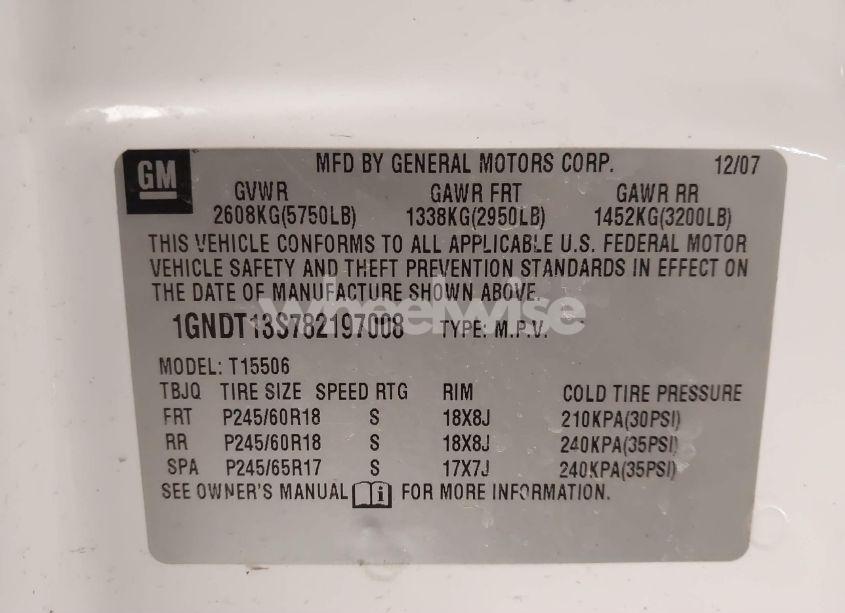 GM MFD BY GENERAL MOTORS CORP. 12/07
GVWR GAWR FRT GAWR RR
2608KG(5750LB) 1338KG(2950LB) 1452KG(3200LB)
THIS VEHICLE CONFORMS TO ALL APPLICABLE U.S. FEDERAL MOTOR
VEHICLE SAFETY AND THEFT PREVENTION STANDARDS IN EFFECT ON
THE DATE OF MANUFACTURE SHOWN ABOVE.
wheelwise
1GNDT13S782197008 TYPE: M.P.V.
MODEL: T15506
TBJQ TIRE SIZE SPEED RTG RIM COLD TIRE PRESSURE
FRT P245/60R18 S 18X8J 210KPA(30PSI)
RR P245/60R18 S 18X8J 240KPA(35PSI)
SPA P245/65R17 S 17X7J 240KPA(35PSI)
SEE OWNER'S MANUAL i FOR MORE INFORMATION.